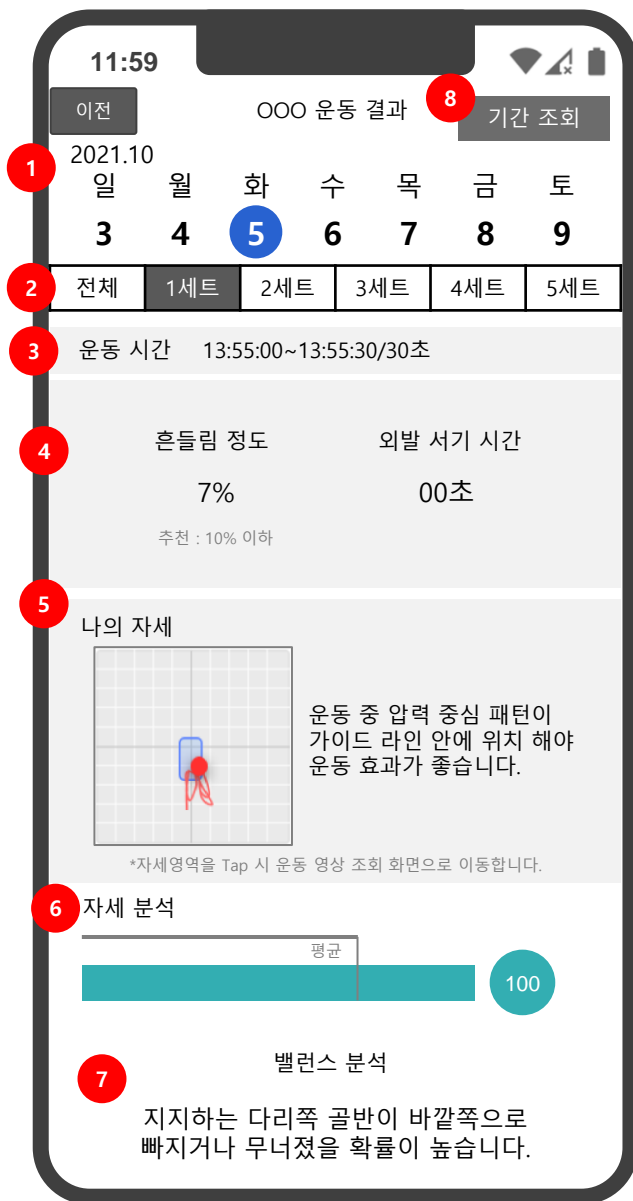 11:59
이전
OOO 운동 결과
8
기간 조회
1
2021.10
일 월 화 수 목 금 토
3 4 5 6 7 8 9
2
전체 1세트 2세트 3세트 4세트 5세트
3
운동 시간 13:55:00~13:55:30/30초
4
흔들림 정도 외발 서기 시간
7% 00초
추천 : 10% 이하
5
나의 자세
운동 중 압력 중심 패턴이
가이드 라인 안에 위치 해야
운동 효과가 좋습니다.
*자세영역을 Tap 시 운동 영상 조회 화면으로 이동합니다.
6
자세 분석
평균
100
밸런스 분석
7
지지하는 다리쪽 골반이 바깥쪽으로
빠지거나 무너졌을 확률이 높습니다.